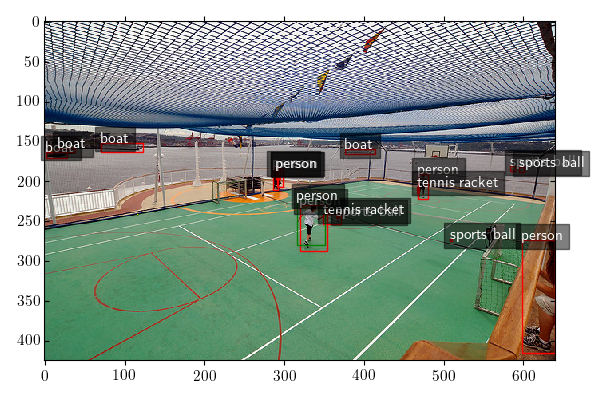 0
50
100
150
200
250
300
350
400
0
100
200
300
400
500
600
boat
boat
boat
boat
person
person
person
tennis racket
sports ball
person
tennis racket
sports ball
person